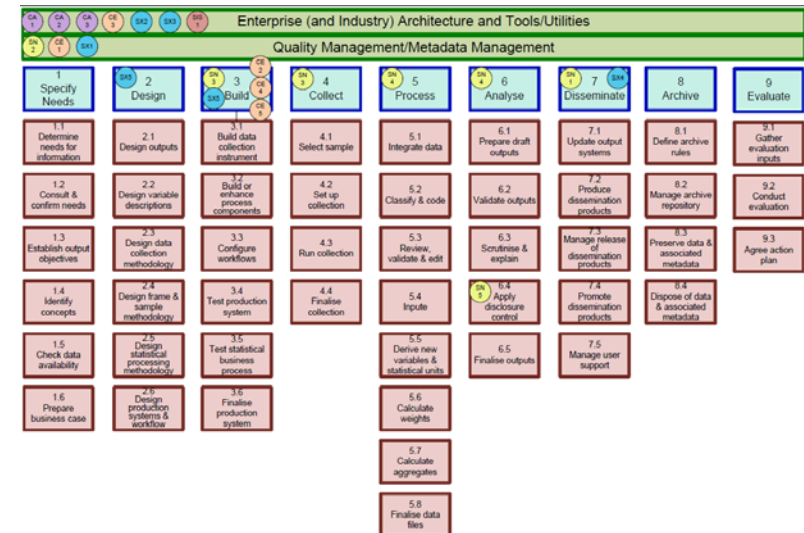 CA
1
CA
2
CA
3
CE
3
SX2
SX3
SIS
1
Enterprise (and Industry) Architecture and Tools/Utilities
SN
2
CE
1
SX1
Quality Management/Metadata Management
1
Specify
Needs
SX5
2
Design
SN
3
SX5
3
Build
CE
2
CE
4
CE
5
SN
3
4
Collect
SN
4
5
Process
SN
4
6
Analyse
SN
1
7
SX4
Disseminate
8
Archive
9
Evaluate
1.1
Determine
needs for
information
2.1
Design outputs
3.1
Build data
collection
instrument
4.1
Select sample
5.1
Integrate data
6.1
Prepare draft
outputs
7.1
Update output
systems
8.1
Define archive
rules
9.1
Gather
evaluation
inputs
1.2
Consult &
confirm needs
2.2
Design variable
descriptions
3.2
Build or
enhance
process
components
4.2
Set up
collection
5.2
Classify & code
6.2
Validate outputs
7.2
Produce
dissemination
products
8.2
Manage archive
repository
9.2
Conduct
evaluation
1.3
Establish output
objectives
2.3
Design data
collection
methodology
3.3
Configure
workflows
4.3
Run collection
5.3
Review,
validate & edit
6.3
Scrutinise &
explain
7.3
Manage release
of
dissemination
products
8.3
Preserve data &
associated
metadata
9.3
Agree action
plan
1.4
Identify
concepts
2.4
Design frame &
sample
methodology
3.4
Test production
system
4.4
Finalise
collection
5.4
Inpute
SN
5
6.4
Apply
disclosure
control
7.4
Promote
dissemination
products
8.4
Dispose of data
& associated
metadata
1.5
Check data
availability
2.5
Design
statistical
processing
methodology
3.5
Test statistical
business
process
5.5
Derive new
variables &
statistical units
6.5
Finalise outputs
7.5
Manage user
support
1.6
Prepare
business case
2.6
Design
production
systems &
workflow
3.6
Finalise
production
system
5.6
Calculate
weights
5.7
Calculate
aggregates
5.8
Finalise data
files